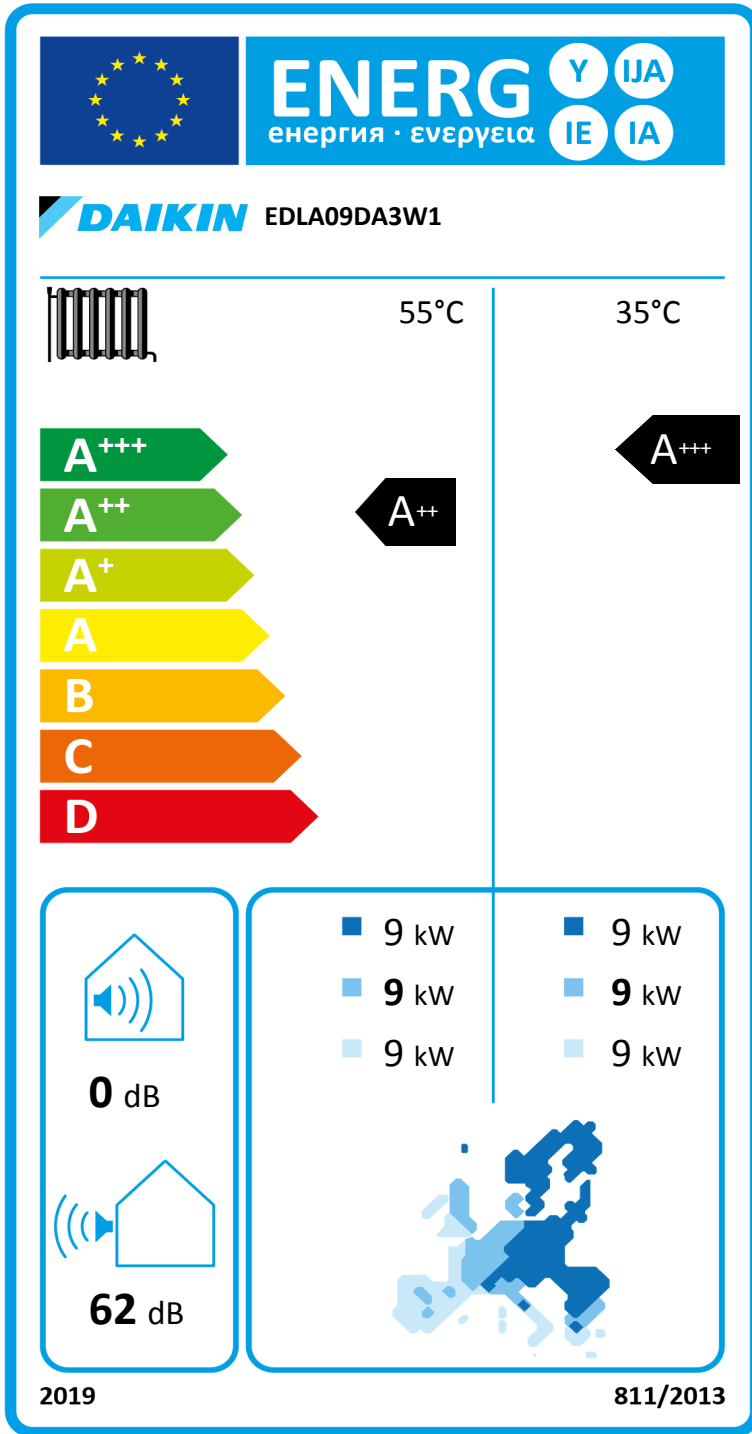 ENERG Y IJA
енергия · ενεργεια IE IA
DAIKIN EDLA09DA3W1
55°C 35°C
A+++ A+++
A++ A++
A+
A
B
C
D
9 kW 9 kW
9 kW 9 kW
9 kW 9 kW
0 dB
62 dB
2019 811/2013